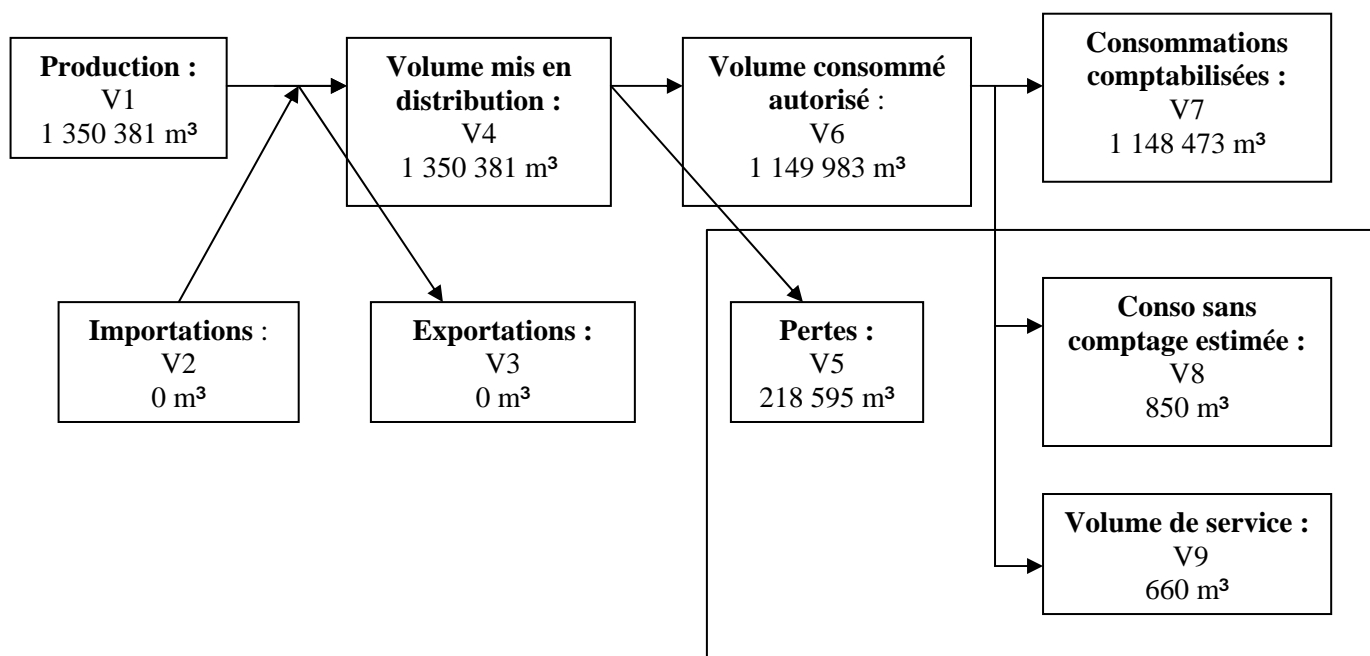 Production :
V1
1 350 381 m³
Volume mis en
distribution :
V4
1 350 381 m³
Volume consommé
autorisé :
V6
1 149 983 m³
Consommations
comptabilisées :
V7
1 148 473 m³
Importations :
V2
0 m³
Exportations :
V3
0 m³
Pertes :
V5
218 595 m³
Conso sans
comptage estimée :
V8
850 m³
Volume de service :
V9
660 m³